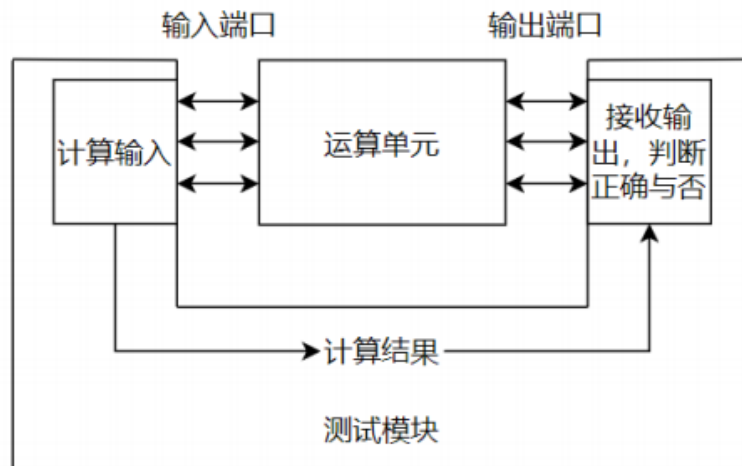 输入端口
输出端口
计算输入
运算单元
接收输
出，判断
正确与否
计算结果
测试模块